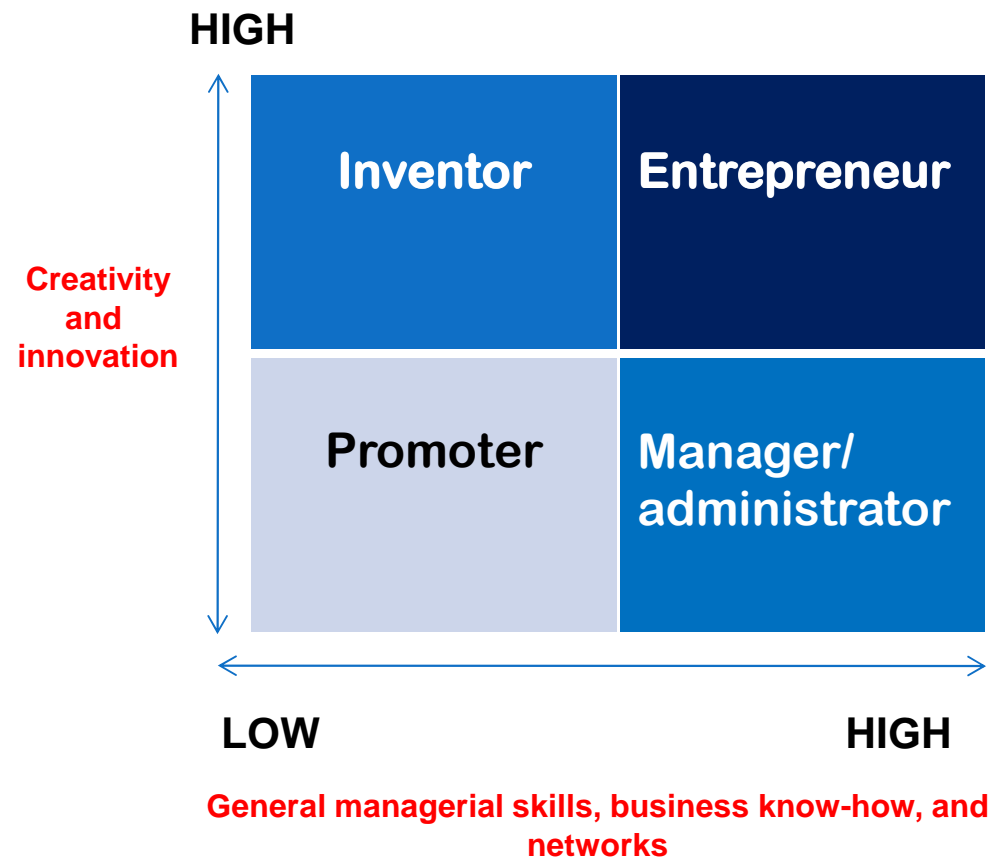 HIGH
Inventor
Entrepreneur
Creativity
and
innovation
Promoter
Manager/
administrator
LOW
HIGH
General managerial skills, business know-how, and
networks